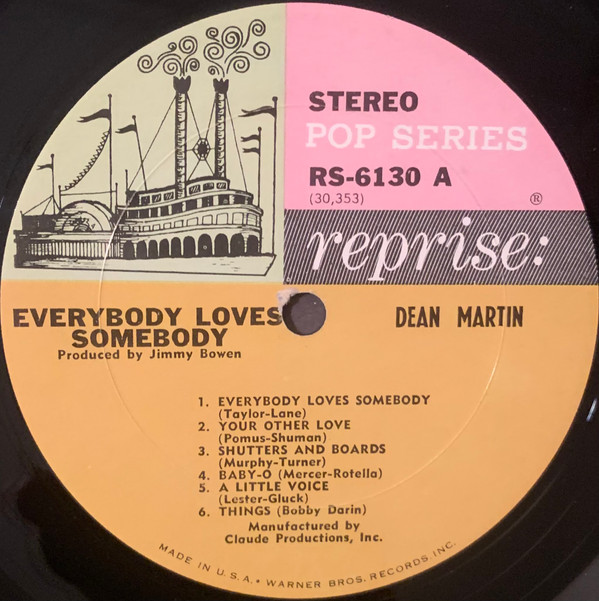 STEREO
POP SERIES
RS-6130 A
(30,353)
®
reprise:
EVERYBODY LOVES
SOMEBODY
Produced by Jimmy Bowen
DEAN MARTIN
1. EVERYBODY LOVES SOMEBODY
(Taylor-Lane)
2. YOUR OTHER LOVE
(Pomus-Shuman)
3. SHUTTERS AND BOARDS
(Murphy-Turner)
4. BABY-O (Mercer-Rotella)
5. A LITTLE VOICE
(Lester-Gluck)
6. THINGS (Bobby Darin)
Manufactured by
Claude Productions, Inc.
MADE IN U.S.A. • WARNER BROS. RECORDS, INC.